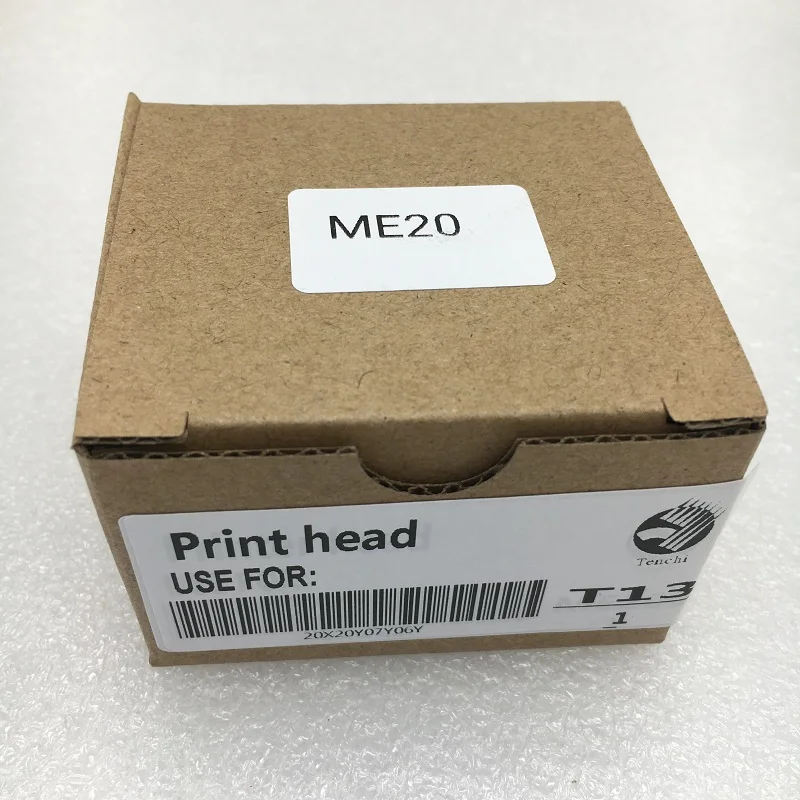 ME20
Print head
USE FOR:
20X20Y07Y06Y
Tenchi
T13
1